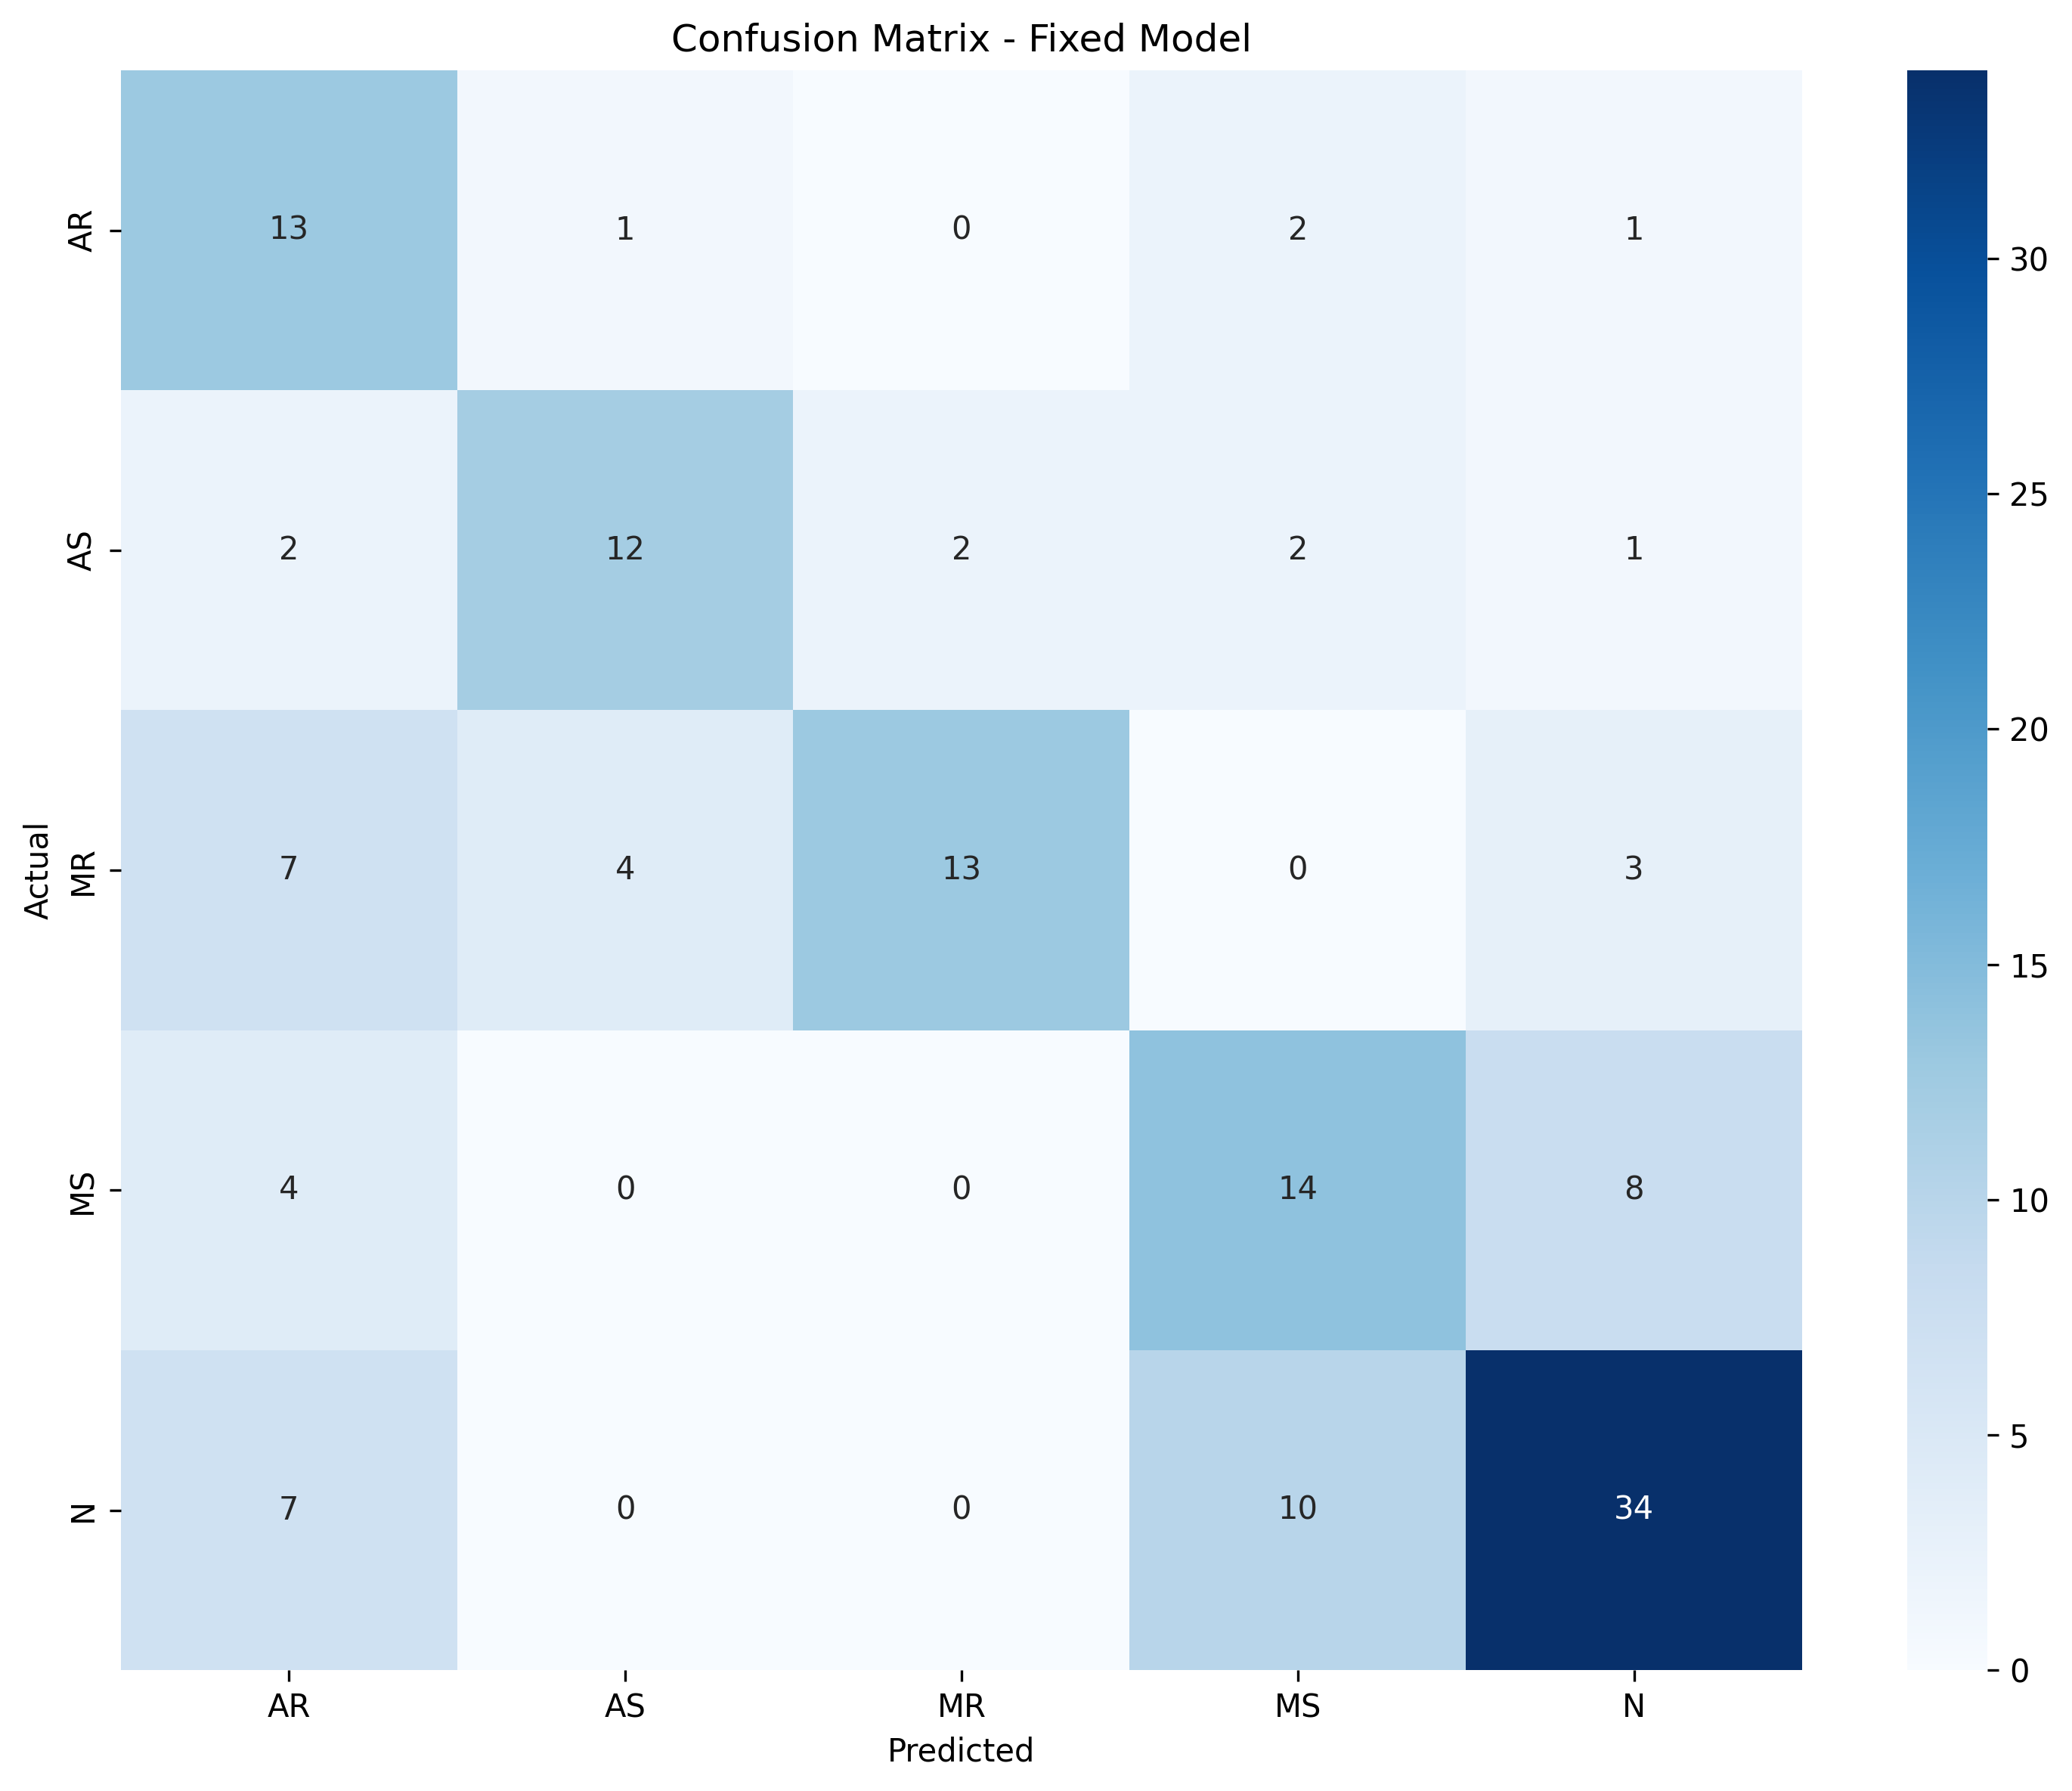 Confusion Matrix - Fixed Model
Actual
AR 13 1 0 2 1
AS 2 12 2 2 1
MR 7 4 13 0 3
MS 4 0 0 14 8
N 7 0 0 10 34
AR AS MR MS N
Predicted
30
25
20
15
10
5
0